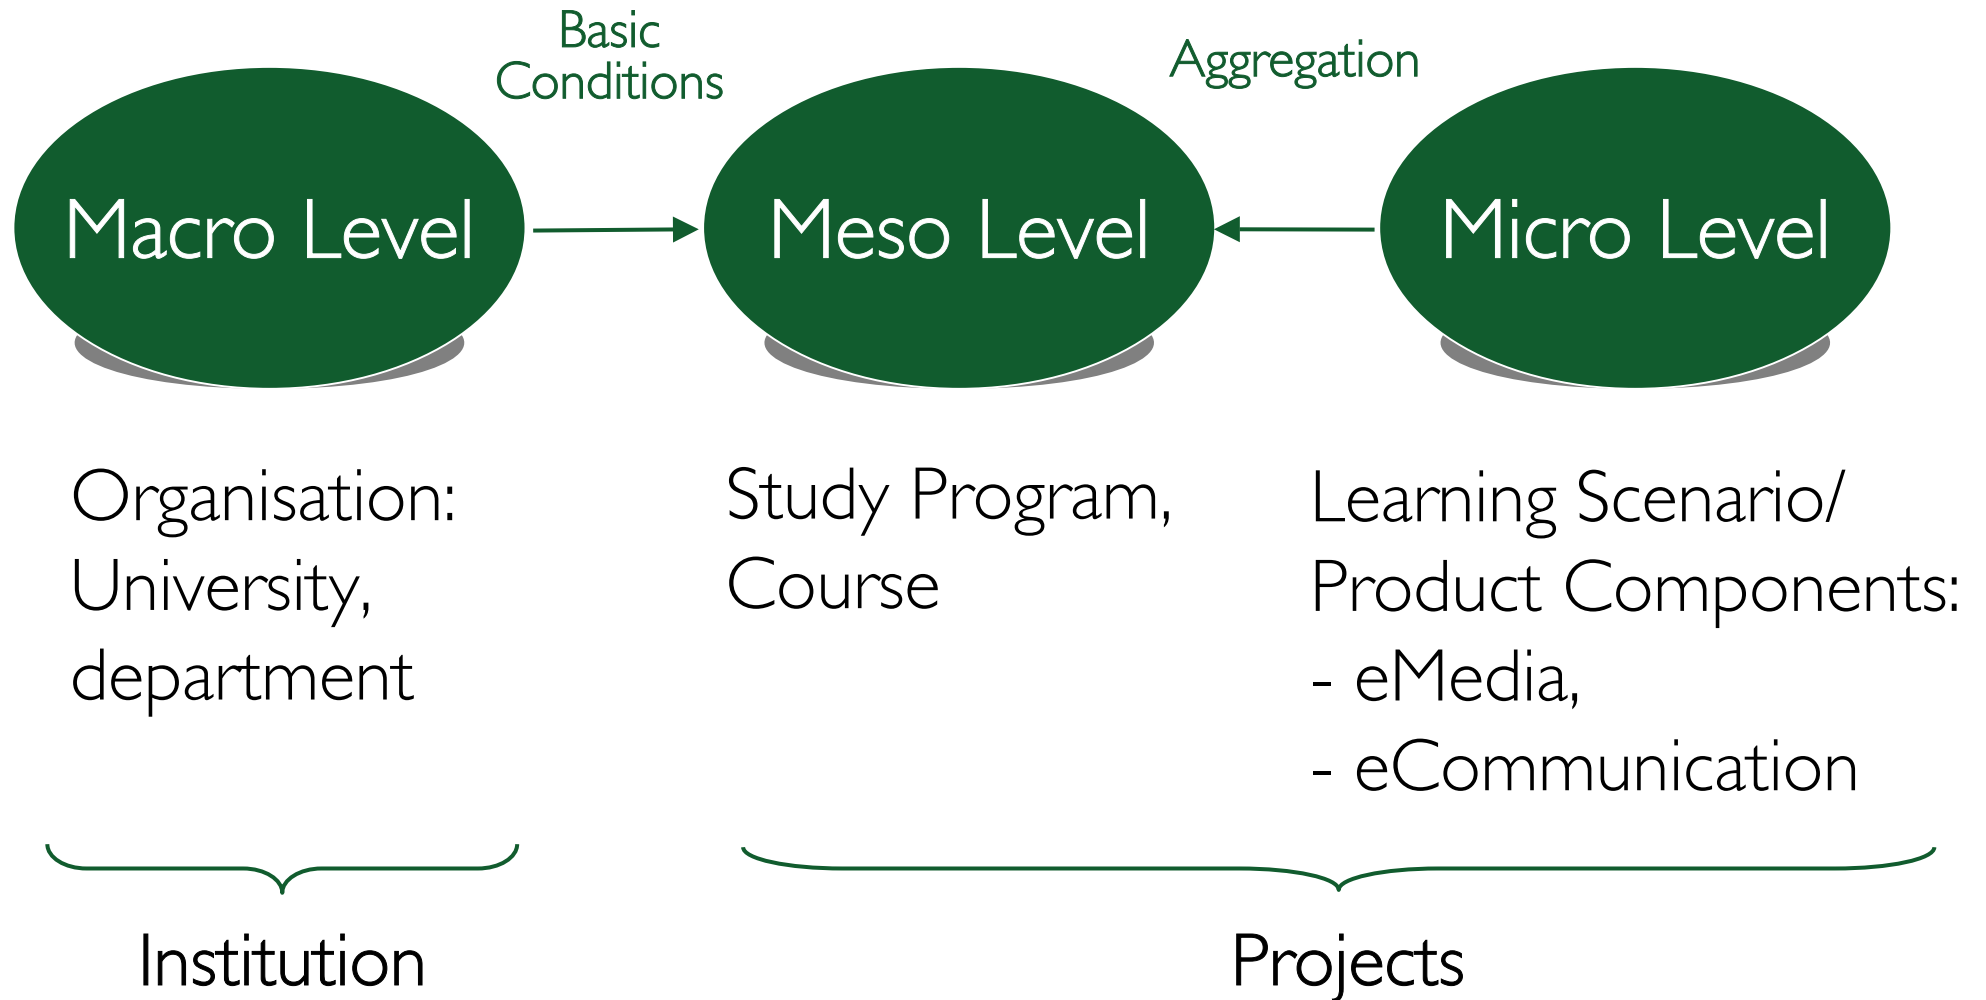 Basic
Conditions
Aggregation
Macro Level
Meso Level
Micro Level
Organisation:
University,
department
Study Program,
Course
Learning Scenario/
Product Components:
- eMedia,
- eCommunication
Institution
Projects